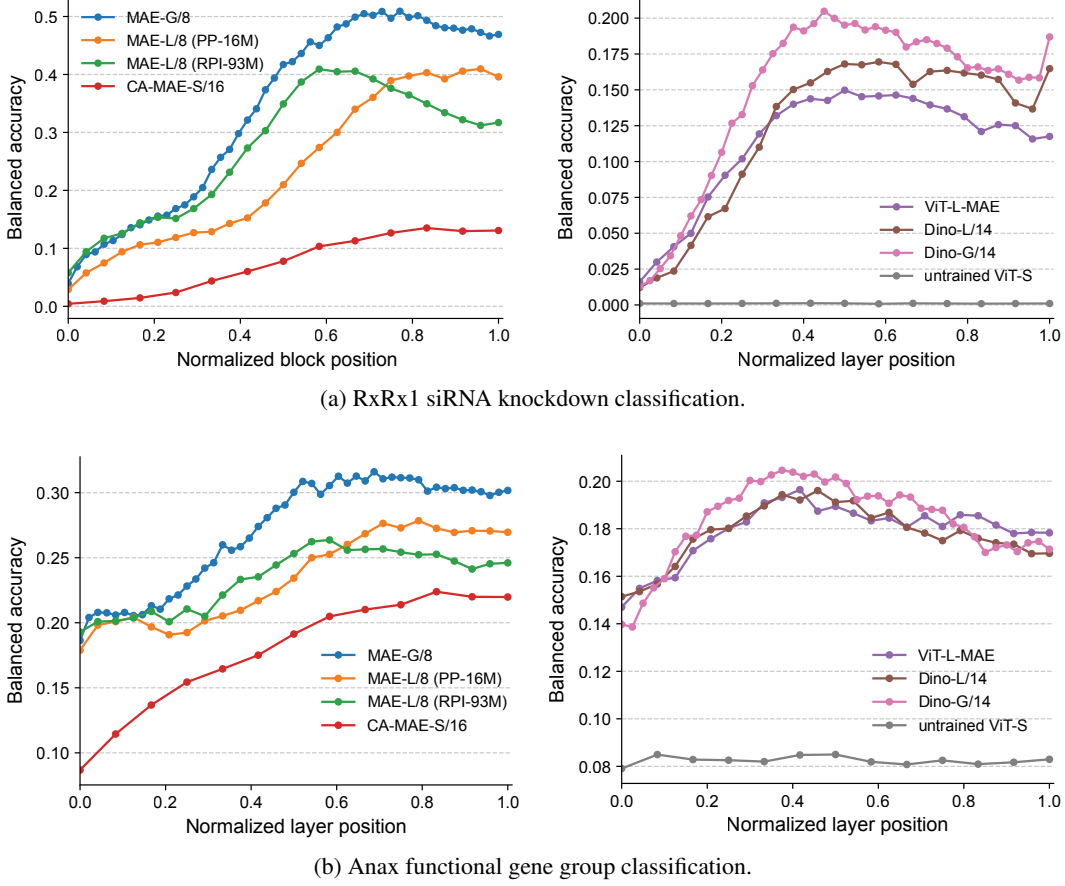 Balanced accuracy
0.5
0.4
0.3
0.2
0.1
0.0
MAE-G/8
MAE-L/8 (PP-16M)
MAE-L/8 (RPI-93M)
CA-MAE-S/16
0.0 0.2 0.4 0.6 0.8 1.0
Normalized block position
Balanced accuracy
0.200
0.175
0.150
0.125
0.100
0.075
0.050
0.025
0.000
ViT-L-MAE
Dino-L/14
Dino-G/14
untrained ViT-S
0.0 0.2 0.4 0.6 0.8 1.0
Normalized layer position
(a) RxRx1 siRNA knockdown classification.
Balanced accuracy
0.30
0.25
0.20
0.15
0.10
MAE-G/8
MAE-L/8 (PP-16M)
MAE-L/8 (RPI-93M)
CA-MAE-S/16
0.0 0.2 0.4 0.6 0.8 1.0
Normalized layer position
Balanced accuracy
0.20
0.18
0.16
0.14
0.12
0.10
0.08
ViT-L-MAE
Dino-L/14
Dino-G/14
untrained ViT-S
0.0 0.2 0.4 0.6 0.8 1.0
Normalized layer position
(b) Anax functional gene group classification.